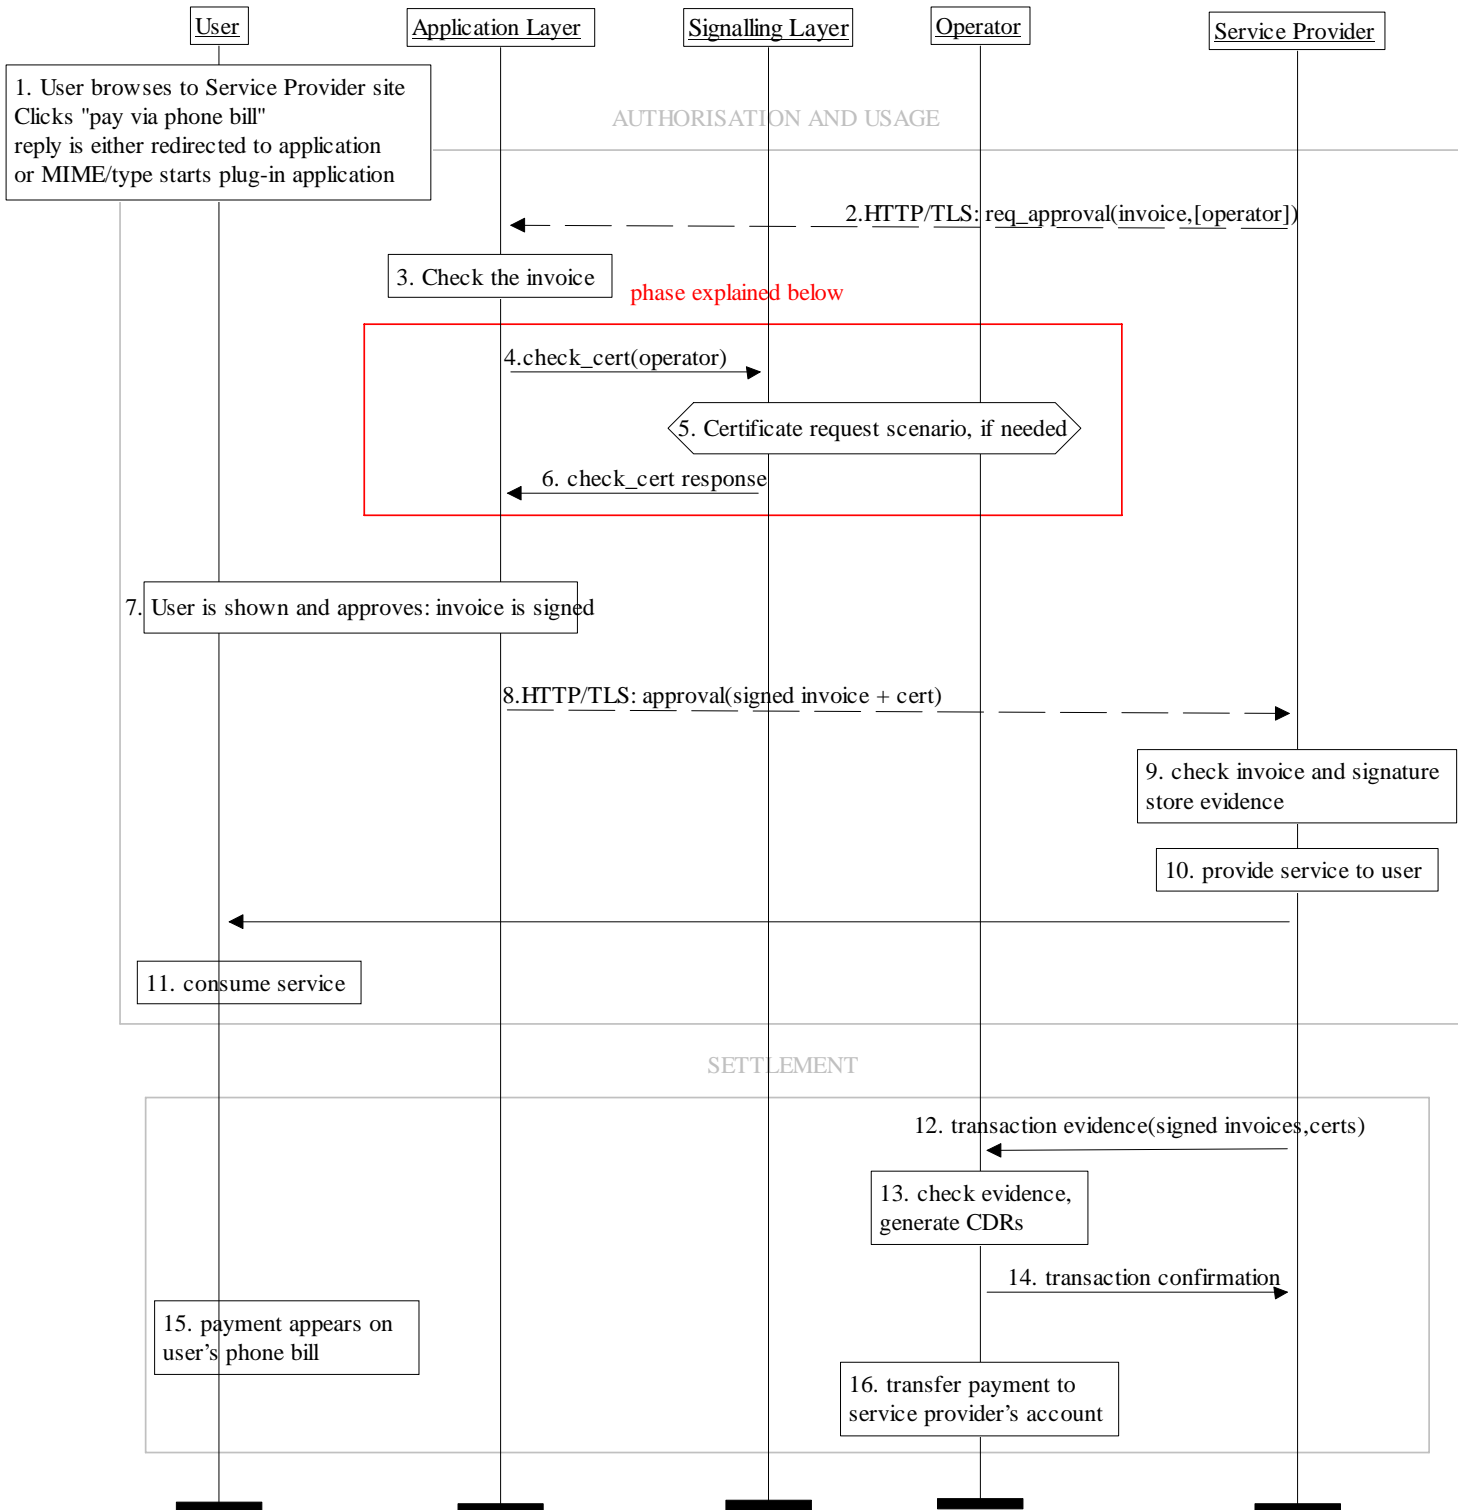 User
Application Layer
Signalling Layer
Operator
Service Provider
1. User browses to Service Provider site
Clicks "pay via phone bill"
reply is either redirected to application
or MIME/type starts plug-in application
AUTHORISATION AND USAGE
2.HTTP/TLS: req_approval(invoice,[operator])
3. Check the invoice
phase explained below
4.check_cert(operator)
5. Certificate request scenario, if needed
6. check_cert response
7. User is shown and approves: invoice is signed
8.HTTP/TLS: approval(signed invoice + cert)
9. check invoice and signature
store evidence
10. provide service to user
11. consume service
SETTLEMENT
12. transaction evidence(signed invoices,certs)
13. check evidence,
generate CDRs
14. transaction confirmation
15. payment appears on
user's phone bill
16. transfer payment to
service provider's account